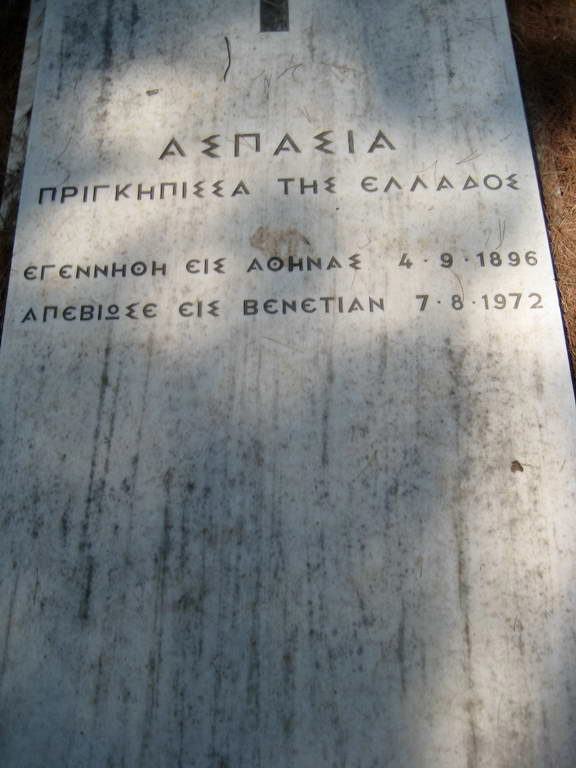 ΑΣΠΑΣΙΑ
ΠΡΙΓΚΗΠΙΣΣΑ ΤΗΣ ΕΛΛΑΔΟΣ
ΕΓΕΝΝΗΘΗ ΕΙΣ ΑΘΗΝΑΣ 4·9·1896
ΑΠΕΒΙΩΣΕ ΕΙΣ ΒΕΝΕΤΙΑΝ 7·8·1972